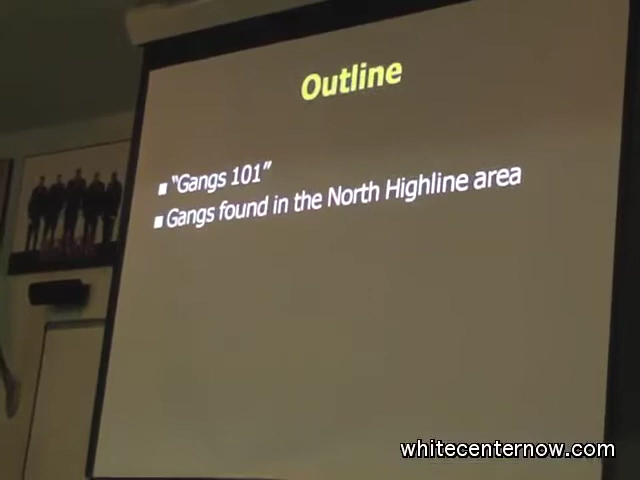 Outline
■ “Gangs 101”
■ Gangs found in the North Highline area
whitecenternow.com